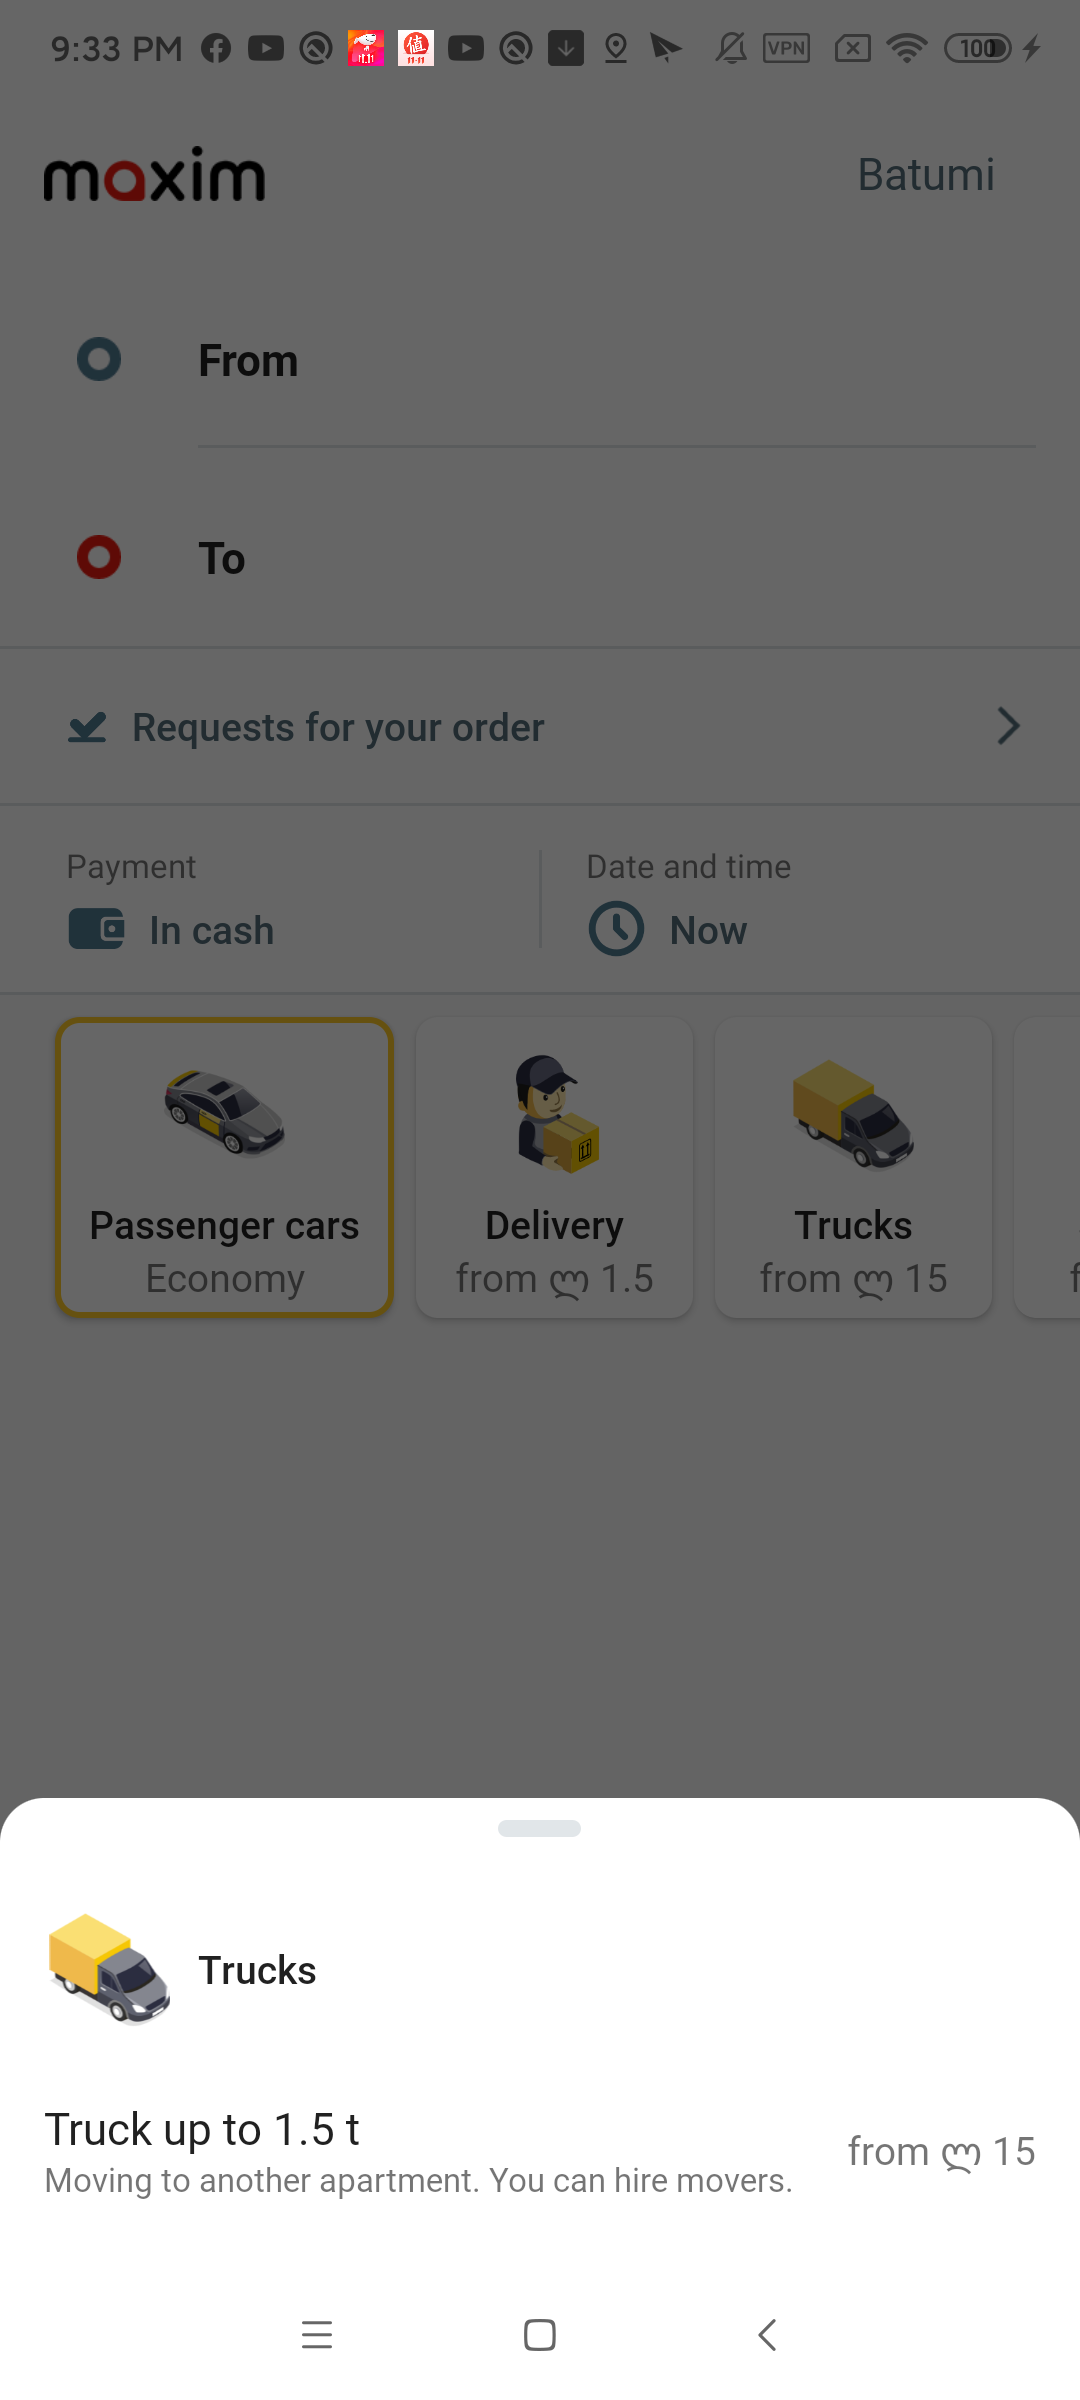 9:33 PM
VPN
100
maxim
Batumi
From
To
Requests for your order
Payment
Date and time
In cash
Now
Passenger cars
Economy
Delivery
from ლ 1.5
Trucks
from ლ 15
f
Trucks
Truck up to 1.5 t
Moving to another apartment. You can hire movers.
from ლ 15